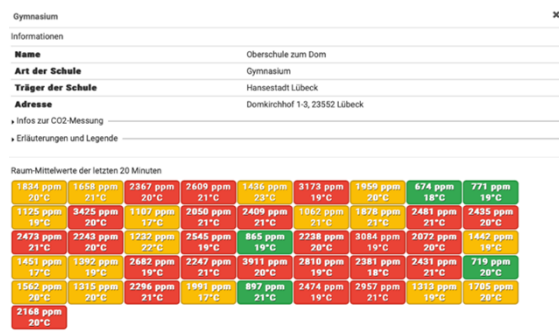 Gymnasium
Informationen
Name Oberschule zum Dom
Art der Schule Gymnasium
Träger der Schule Hansestadt Lübeck
Adresse Domkirchhof 1-3, 23552 Lübeck
Infos zur CO2-Messung
Erläuterungen und Legende
Raum-Mittelwerte der letzten 20 Minuten
1834 ppm 1658 ppm 2367 ppm 2609 ppm 1436 ppm 3173 ppm 1959 ppm 674 ppm 771 ppm
20°C 21°C 20°C 21°C 23°C 19°C 20°C 18°C 19°C
1125 ppm 3425 ppm 1107 ppm 2050 ppm 2409 ppm 1062 ppm 1878 ppm 2481 ppm 2435 ppm
19°C 20°C 17°C 21°C 21°C 21°C 21°C 21°C 20°C
2473 ppm 2243 ppm 1232 ppm 2545 ppm 865 ppm 2238 ppm 3084 ppm 2072 ppm 1442 ppm
21°C 20°C 22°C 19°C 19°C 20°C 19°C 20°C 19°C
1451 ppm 1392 ppm 2682 ppm 2247 ppm 3911 ppm 2810 ppm 2381 ppm 2431 ppm 719 ppm
17°C 19°C 19°C 21°C 20°C 19°C 18°C 21°C 20°C
1562 ppm 1315 ppm 2296 ppm 1991 ppm 897 ppm 2474 ppm 2957 ppm 1313 ppm 1705 ppm
20°C 20°C 21°C 17°C 21°C 19°C 21°C 19°C 20°C
2168 ppm
20°C